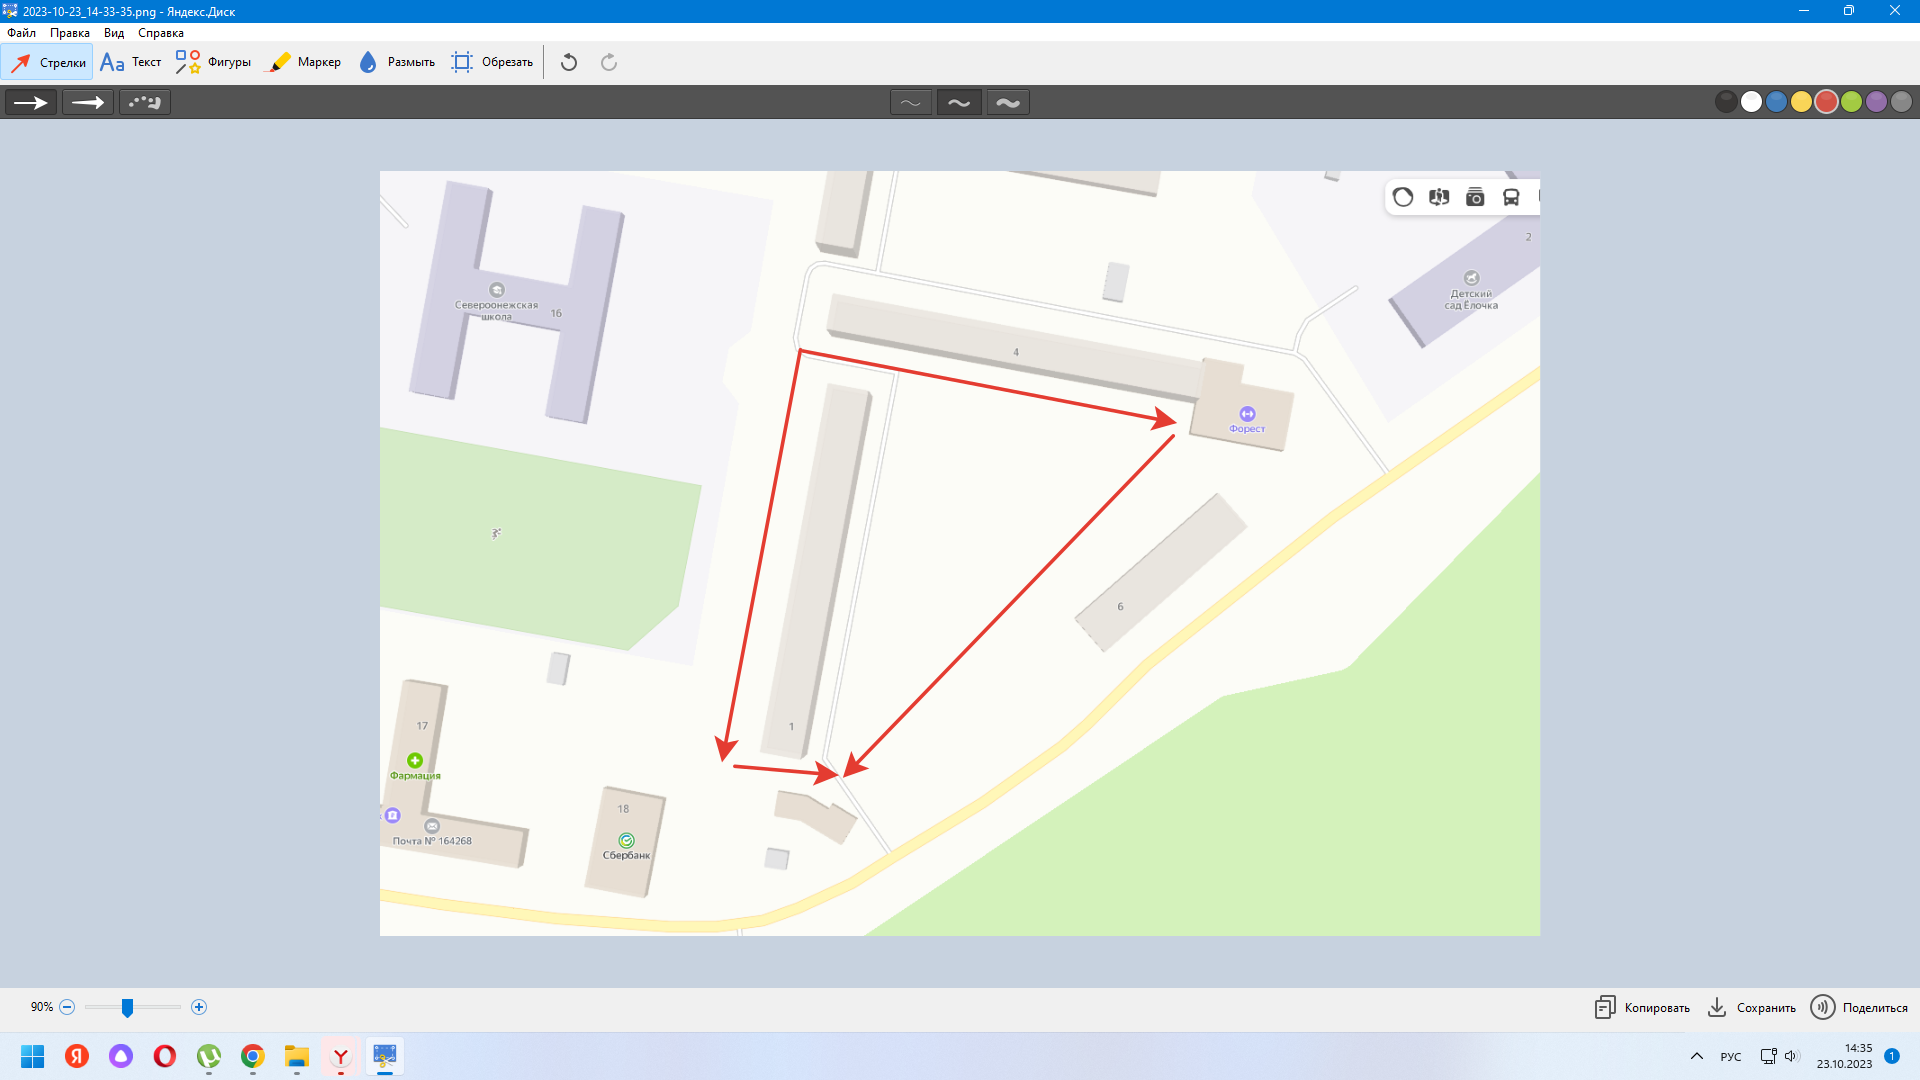 2023-10-23_14-33-35.png - Яндекс.Диск
Файл Правка Вид Справка
Стрелки Aa Текст Фигуры Маркер Размыть Обрезать
2
Североонежская
школа
16
Детский
сад Ёлочка
4
Форест
6
17
1
Фармация
18
Почта № 164268
Сбербанк
90%
Копировать Сохранить Поделиться
РУС
14:35
23.10.2023
1